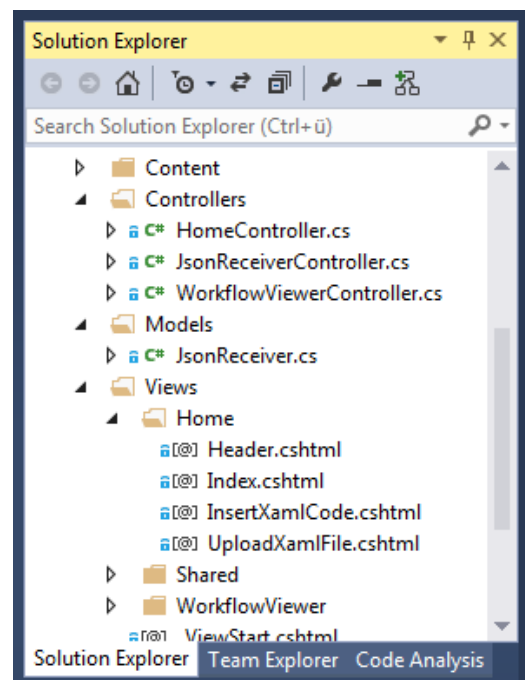 Solution Explorer
Search Solution Explorer (Ctrl+ü)
Content
Controllers
C# HomeController.cs
C# JsonReceiverController.cs
C# WorkflowViewerController.cs
Models
C# JsonReceiver.cs
Views
Home
[@] Header.cshtml
[@] Index.cshtml
[@] InsertXamlCode.cshtml
[@] UploadXamlFile.cshtml
Shared
WorkflowViewer
[@] _ViewStart.cshtml
Solution Explorer Team Explorer Code Analysis